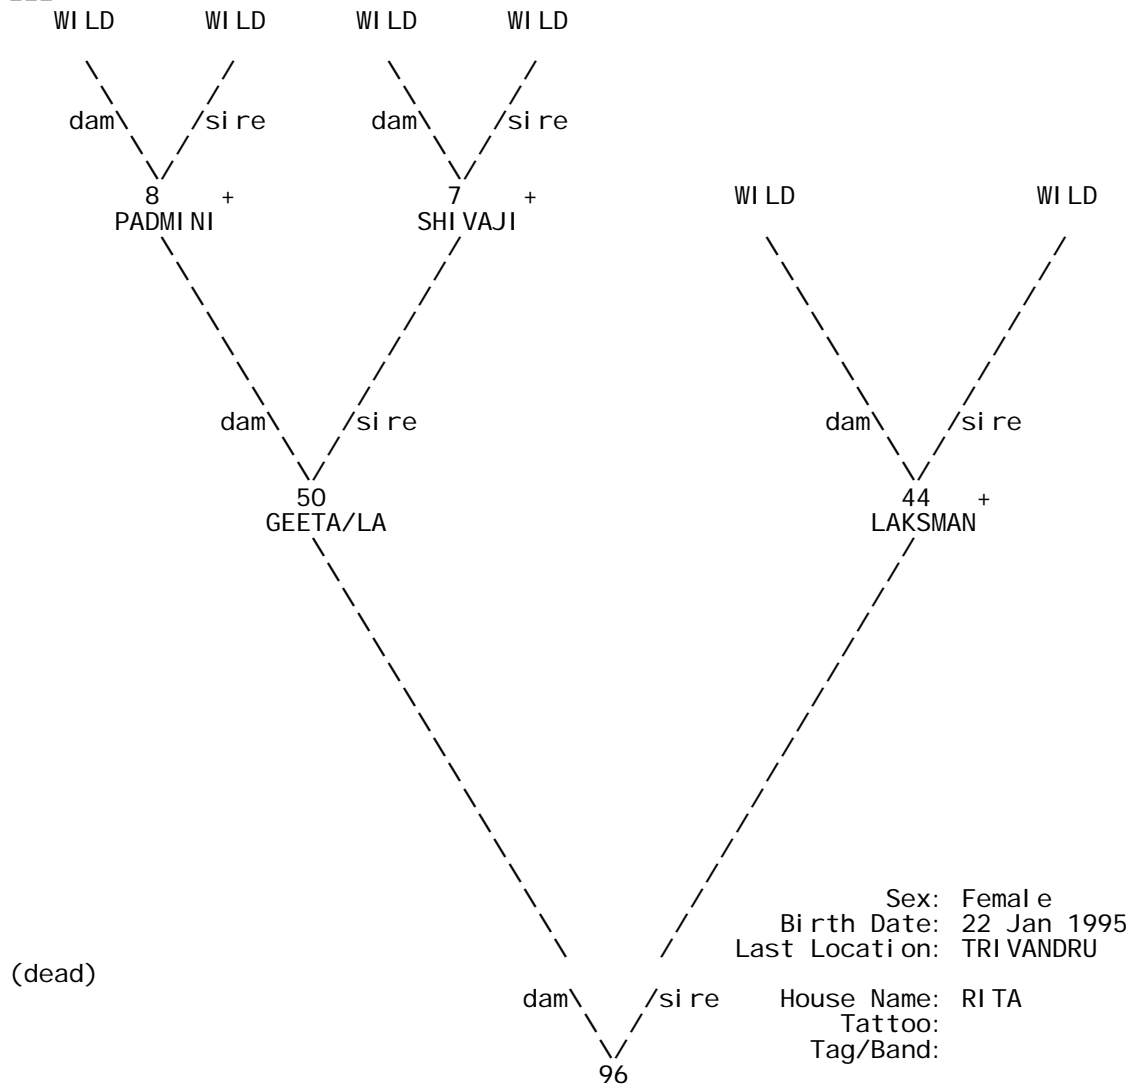 WILD WILD WILD WILD
dam sire dam sire
8 + 7 + WILD WILD
PADMINI SHIVAJI
dam sire dam sire
50 44 +
GEETA/LA LAKSMAN
Sex: Female
Birth Date: 22 Jan 1995
Last Location: TRIVANDRU
(dead)
dam sire House Name: RITA
Tattoo:
Tag/Band:
96